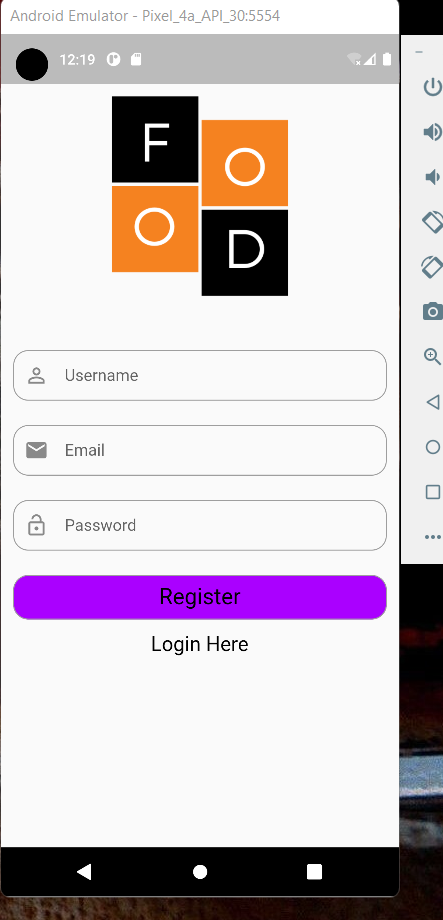 Android Emulator - Pixel_4a_API_30:5554
12:19
F
O
O
D
Username
Email
Password
Register
Login Here